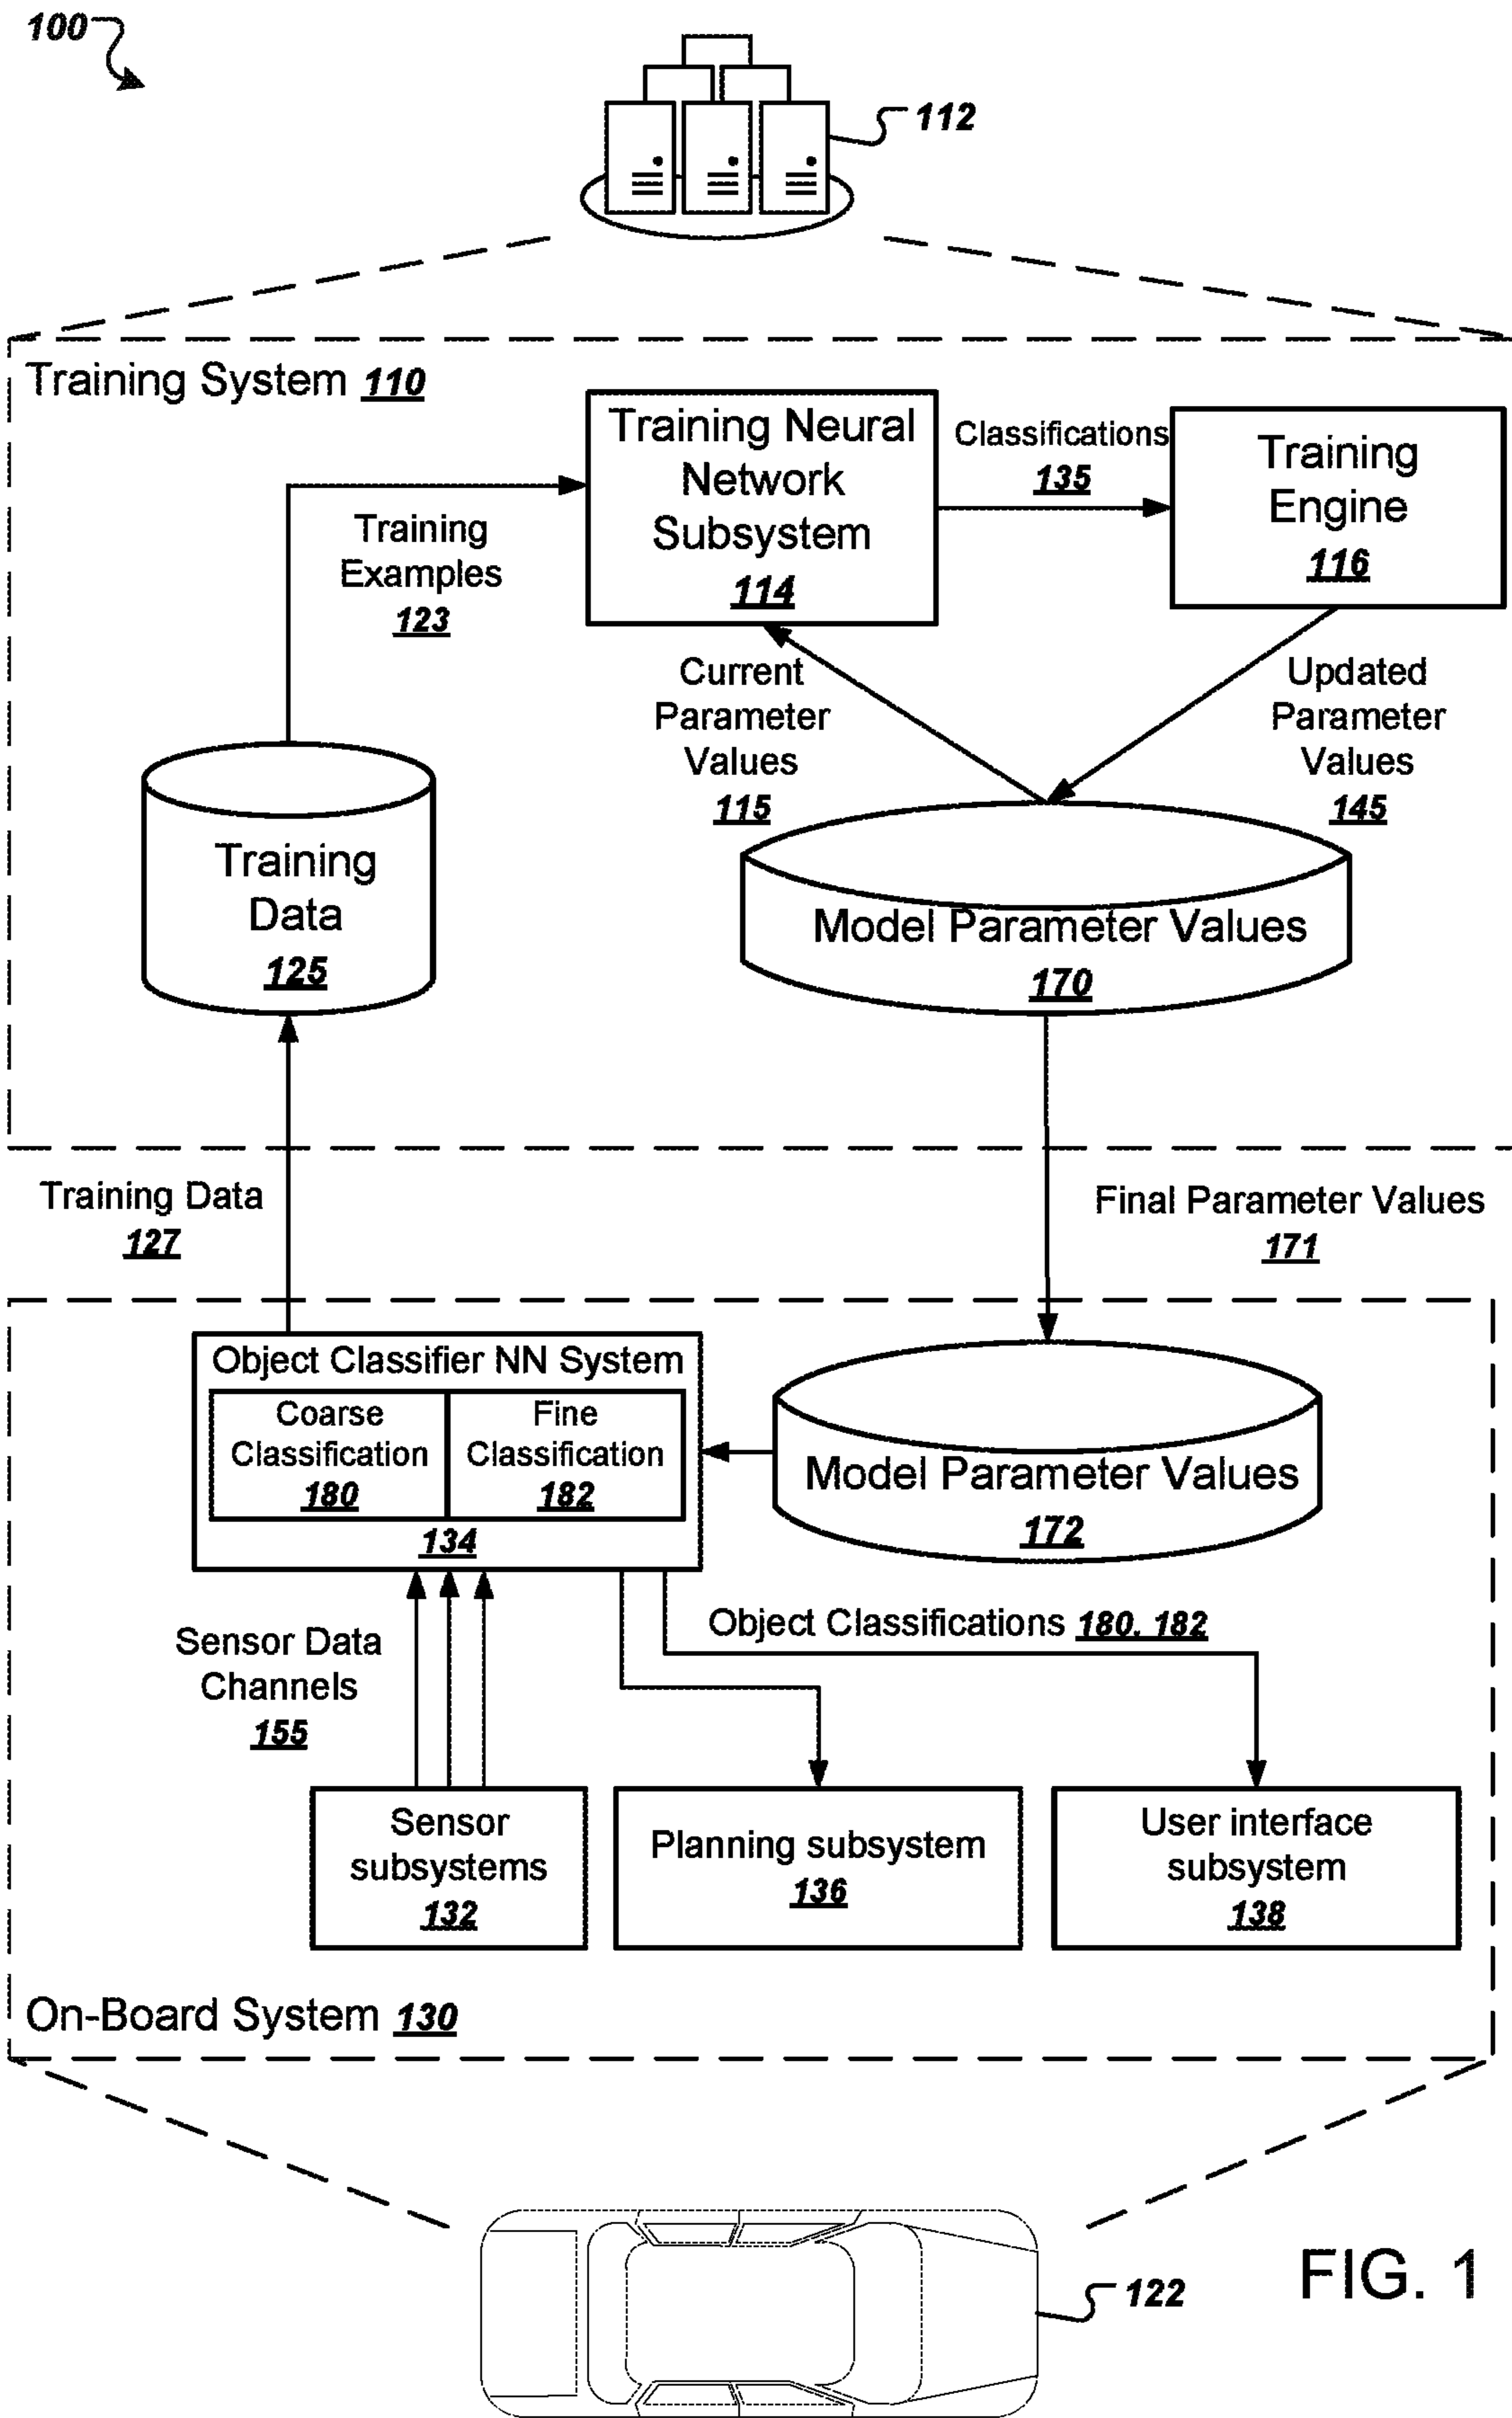 100
112
Training System 110
Training Neural
Network
Subsystem
114
Classifications
135
Training
Engine
116
Training
Examples
123
Current
Parameter
Values
115
Updated
Parameter
Values
145
Training
Data
125
Model Parameter Values
170
Training Data
127
Final Parameter Values
171
Object Classifier NN System
Coarse
Classification
180
Fine
Classification
182
134
Model Parameter Values
172
Sensor Data
Channels
155
Object Classifications 180, 182
Sensor
subsystems
132
Planning subsystem
136
User interface
subsystem
138
On-Board System 130
122
FIG. 1